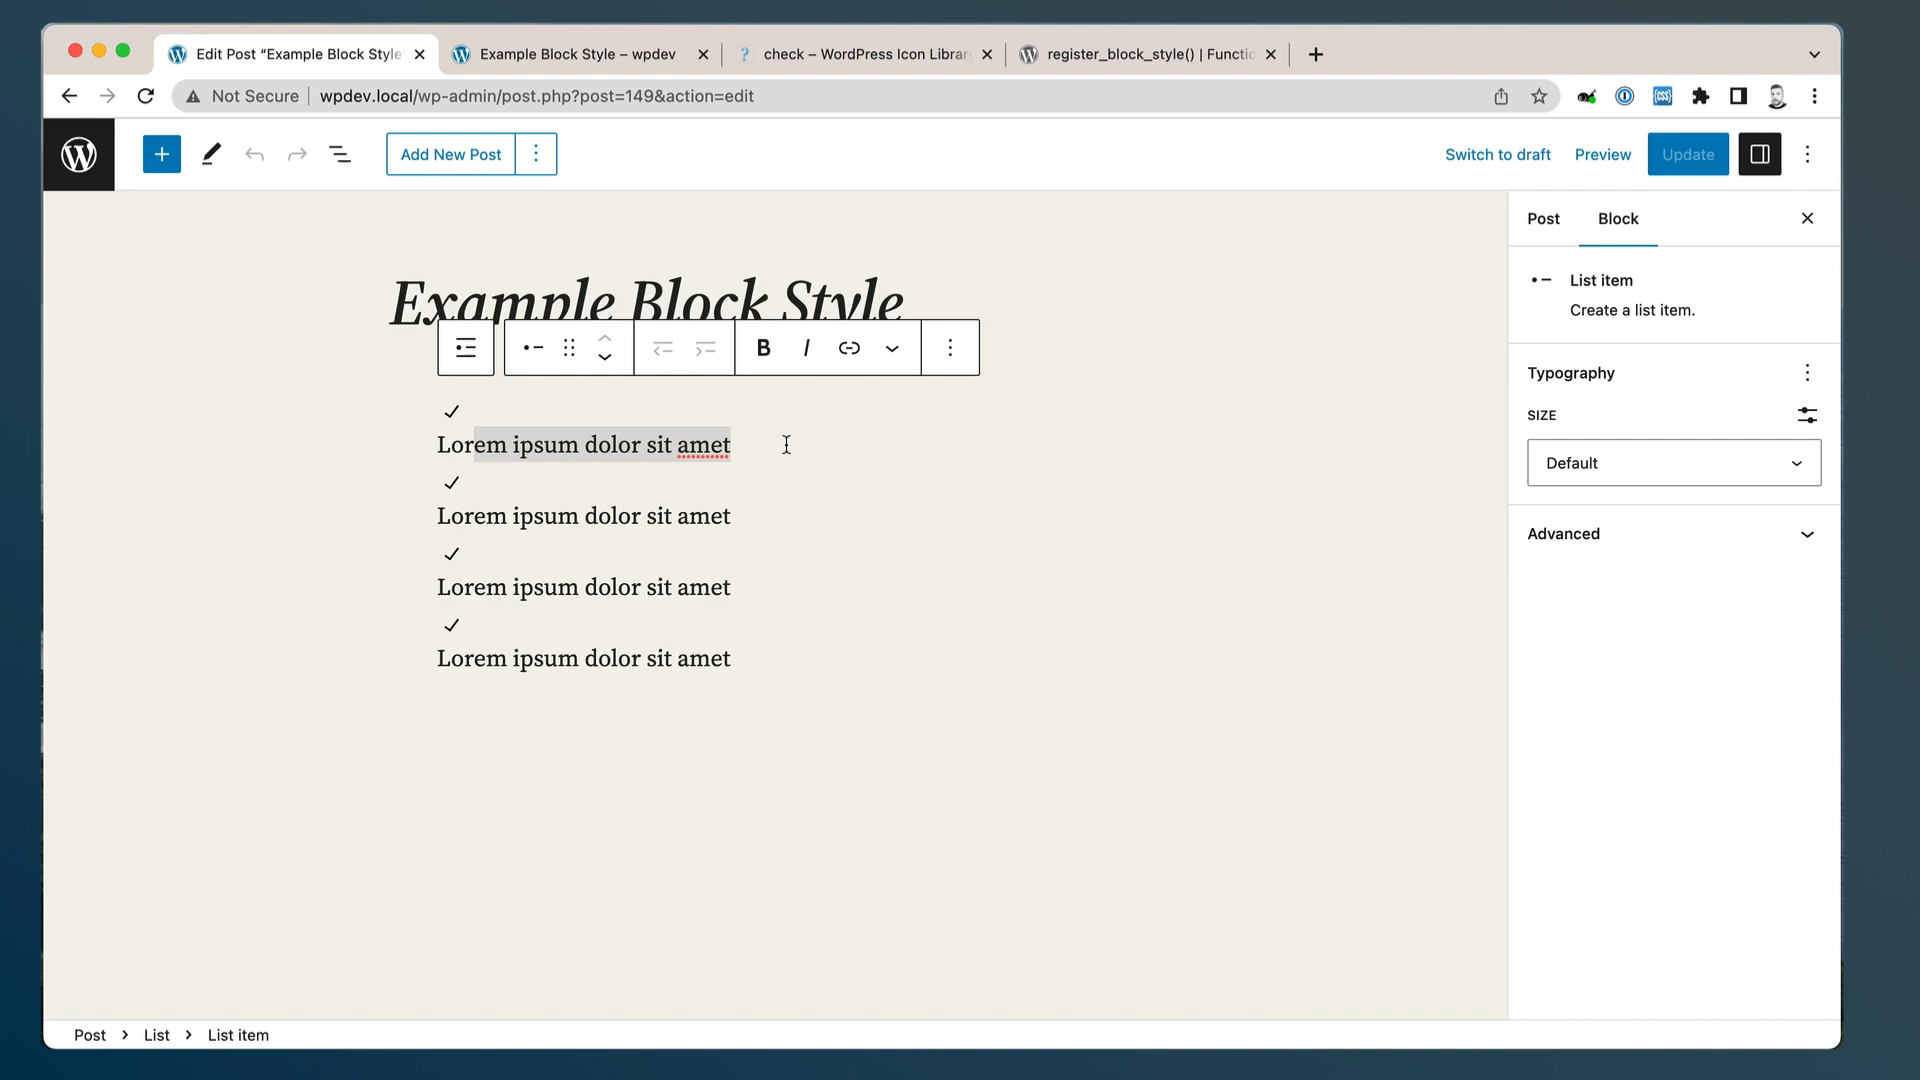 Edit Post “Example Block Style
Example Block Style – wpdev
check – WordPress Icon Librar
register_block_style() | Functio
Not Secure
wpdev.local/wp-admin/post.php?post=149&action=edit
Add New Post
Switch to draft
Preview
Update
Post
Block
List item
Create a list item.
Typography
SIZE
Default
Advanced
Example Block Style
B I
Lorem ipsum dolor sit amet
Lorem ipsum dolor sit amet
Lorem ipsum dolor sit amet
Lorem ipsum dolor sit amet
Post > List > List item